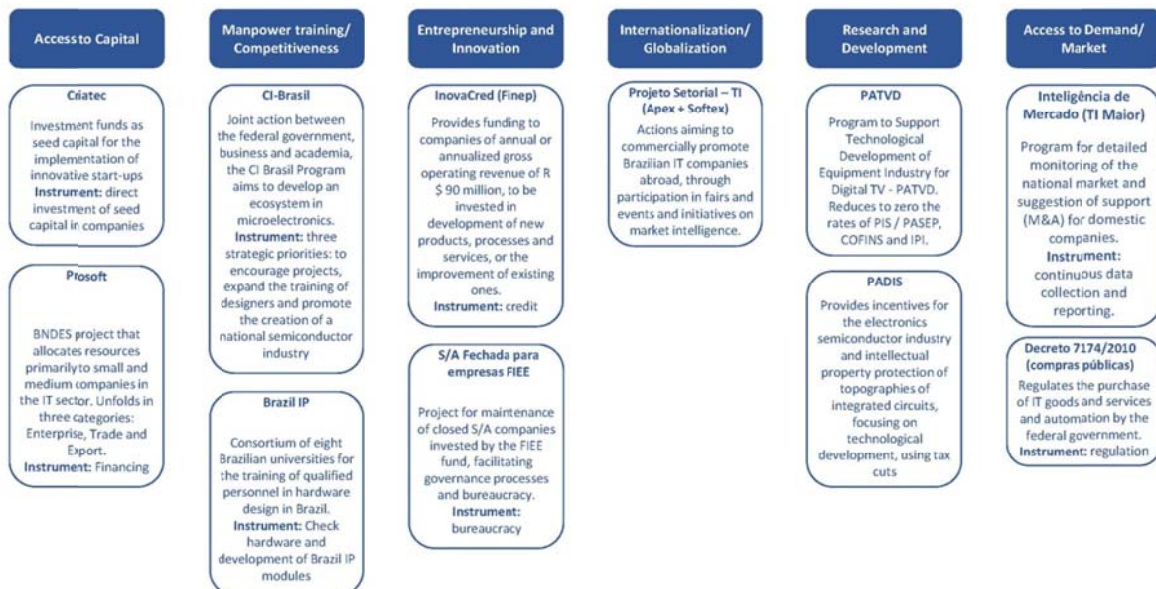 Access to Capital
Criatec
Investment funds as
seed capital for the
implementation of
innovative start-ups
Instrument: direct
investment of seed
capital in companies
Prosoft
BNDES project that
allocates resources
primarily to small and
medium companies in
the IT sector. Unfolds in
three categories:
Enterprise, Trade and
Export.
Instrument: Financing
Manpower training/
Competitiveness
CI-Brasil
Joint action between
the federal government,
business and academia,
the CI Brasil Program
aims to develop an
ecosystem in
microelectronics.
Instrument: three
strategic priorities: to
encourage projects,
expand the training of
designers and promote
the creation of a
national semiconductor
industry
Brazil IP
Consortium of eight
Brazilian universities for
the training of qualified
personnel in hardware
design in Brazil.
Instrument: Check
hardware and
development of Brazil IP
modules
Entrepreneurship and
Innovation
InovaCred (Finep)
Provides funding to
companies of annual or
annualized gross
operating revenue of R
$ 90 million, to be
invested in
development of new
products, processes and
services, or the
improvement of existing
ones.
Instrument: credit
S/A Fechada para
empresas FIEE
Project for maintenance
of closed S/A companies
invested by the FIEE
fund, facilitating
governance processes
and bureaucracy.
Instrument:
bureaucracy
Internationalization/
Globalization
Projeto Setorial – TI
(Apex + Softex)
Actions aiming to
commercially promote
Brazilian IT companies
abroad, through
participation in fairs and
events and initiatives on
market intelligence.
Research and
Development
PATVD
Program to Support
Technological
Development of
Equipment Industry for
Digital TV - PATVD.
Reduces to zero the
rates of PIS / PASEP,
COFINS and IPI.
PADIS
Provides incentives for
the electronics
semiconductor industry
and intellectual
property protection of
topographies of
integrated circuits,
focusing on
technological
development, using tax
cuts
Access to Demand/
Market
Inteligência de
Mercado (TI Maior)
Program for detailed
monitoring of the
national market and
suggestion of support
(M&A) for domestic
companies.
Instrument:
continuous data
collection and
reporting.
Decreto 7174/2010
(compras públicas)
Regulates the purchase
of IT goods and services
and automation by the
federal government.
Instrument: regulation